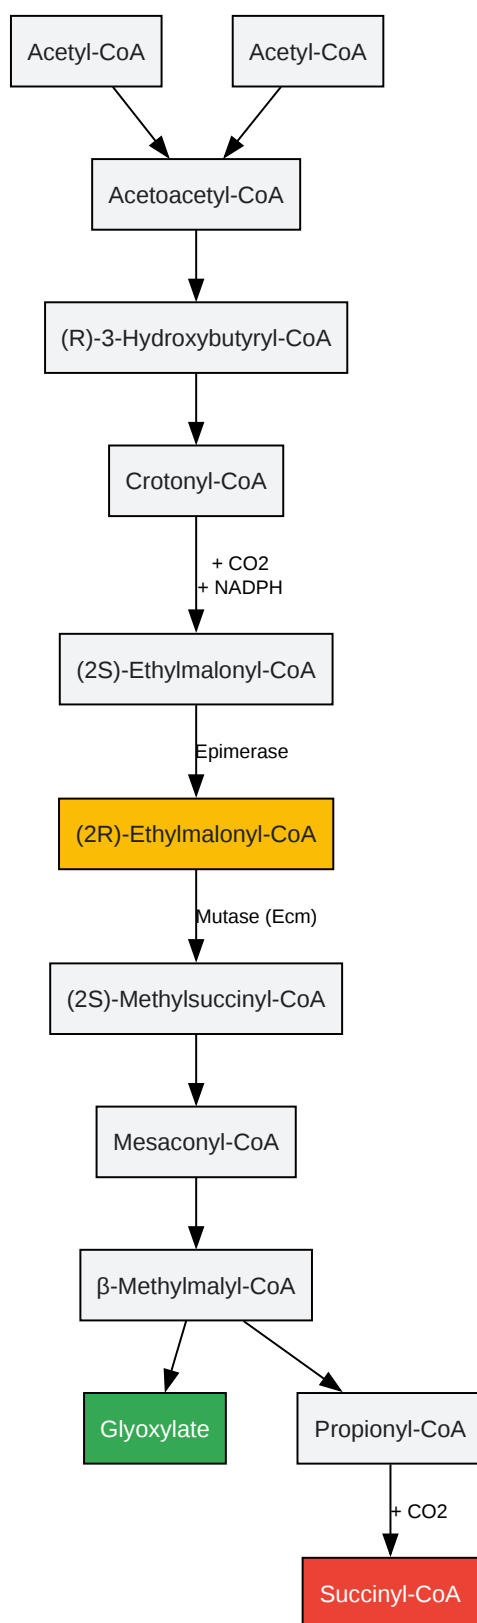 Acetyl-CoA
Acetyl-CoA
Acetoacetyl-CoA
(R)-3-Hydroxybutyryl-CoA
Crotonyl-CoA
+ CO2
+ NADPH
(2S)-Ethylmalonyl-CoA
Epimerase
(2R)-Ethylmalonyl-CoA
Mutase (Ecm)
(2S)-Methylsuccinyl-CoA
Mesaconyl-CoA
β-Methylmalyl-CoA
Glyoxylate
Propionyl-CoA
+ CO2
Succinyl-CoA